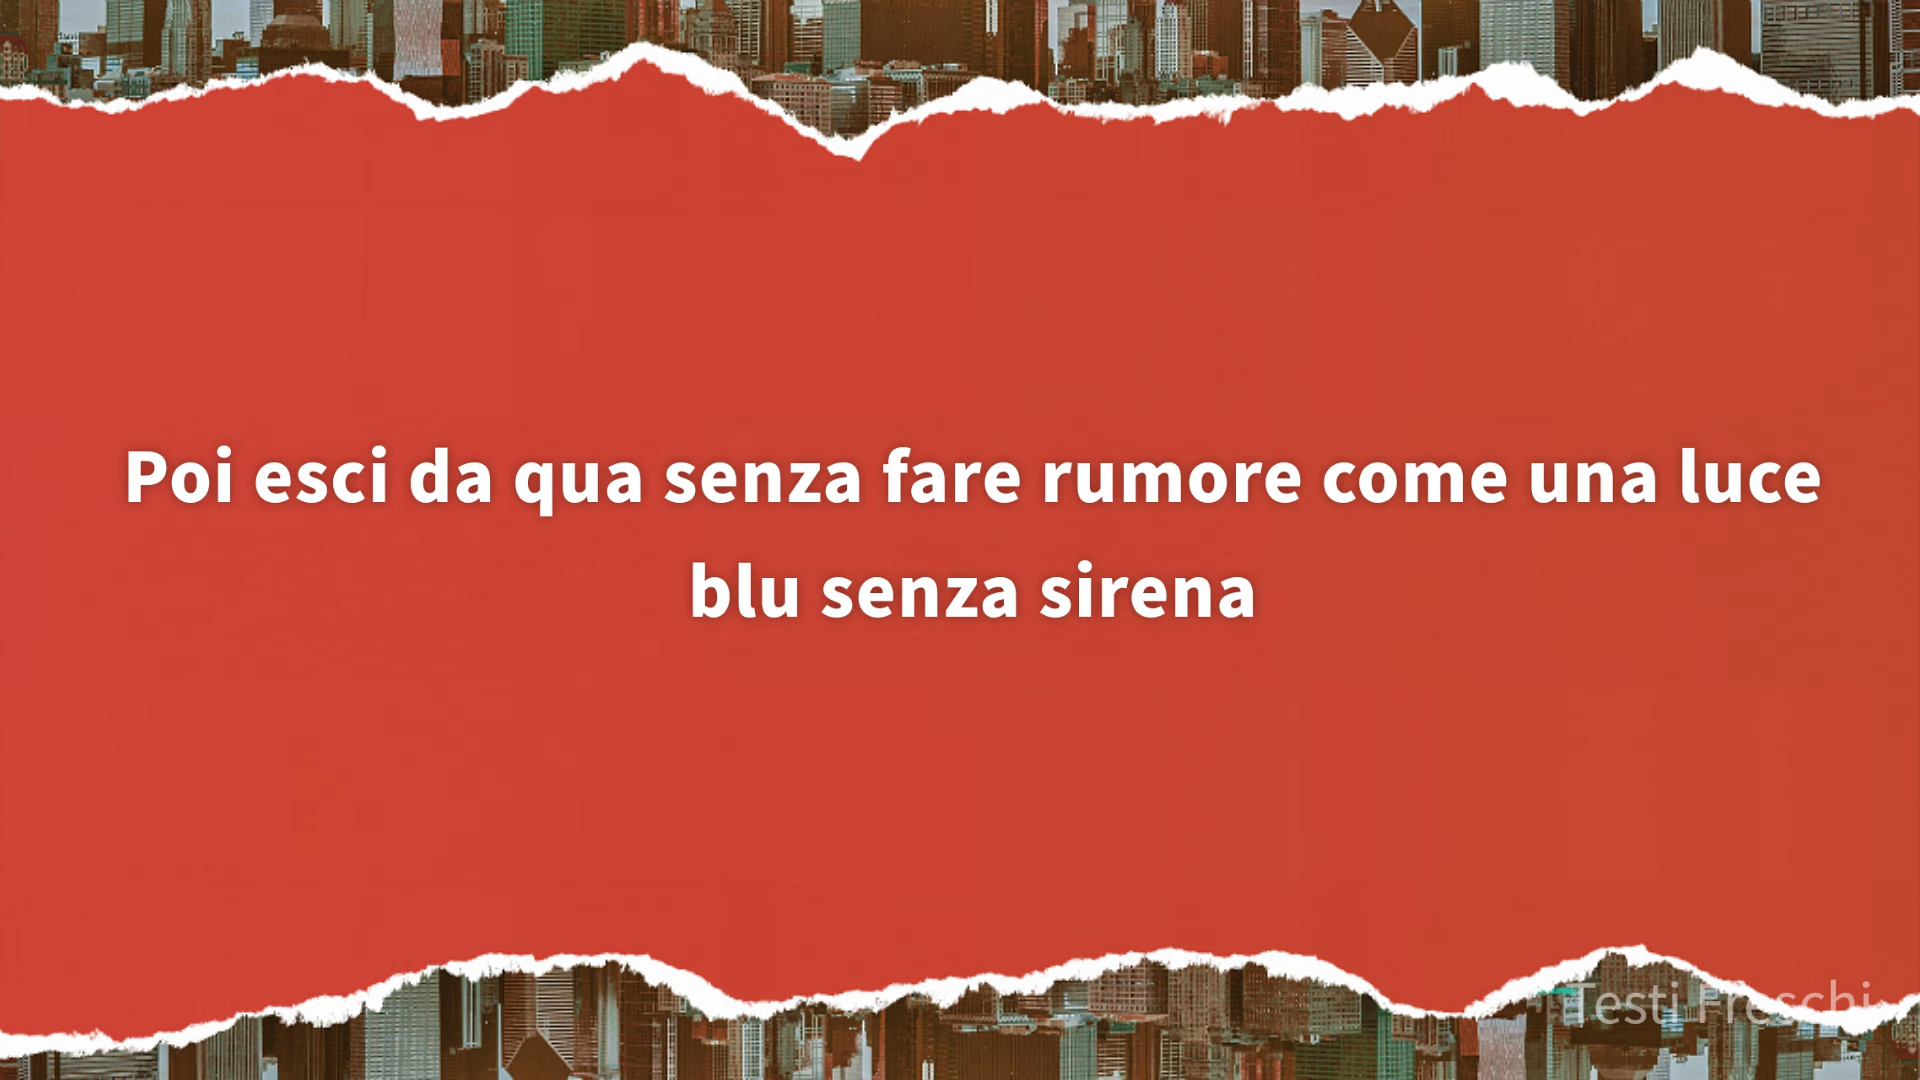 Poi esci da qua senza fare rumore come una luce
blu senza sirena
Testi Freschi